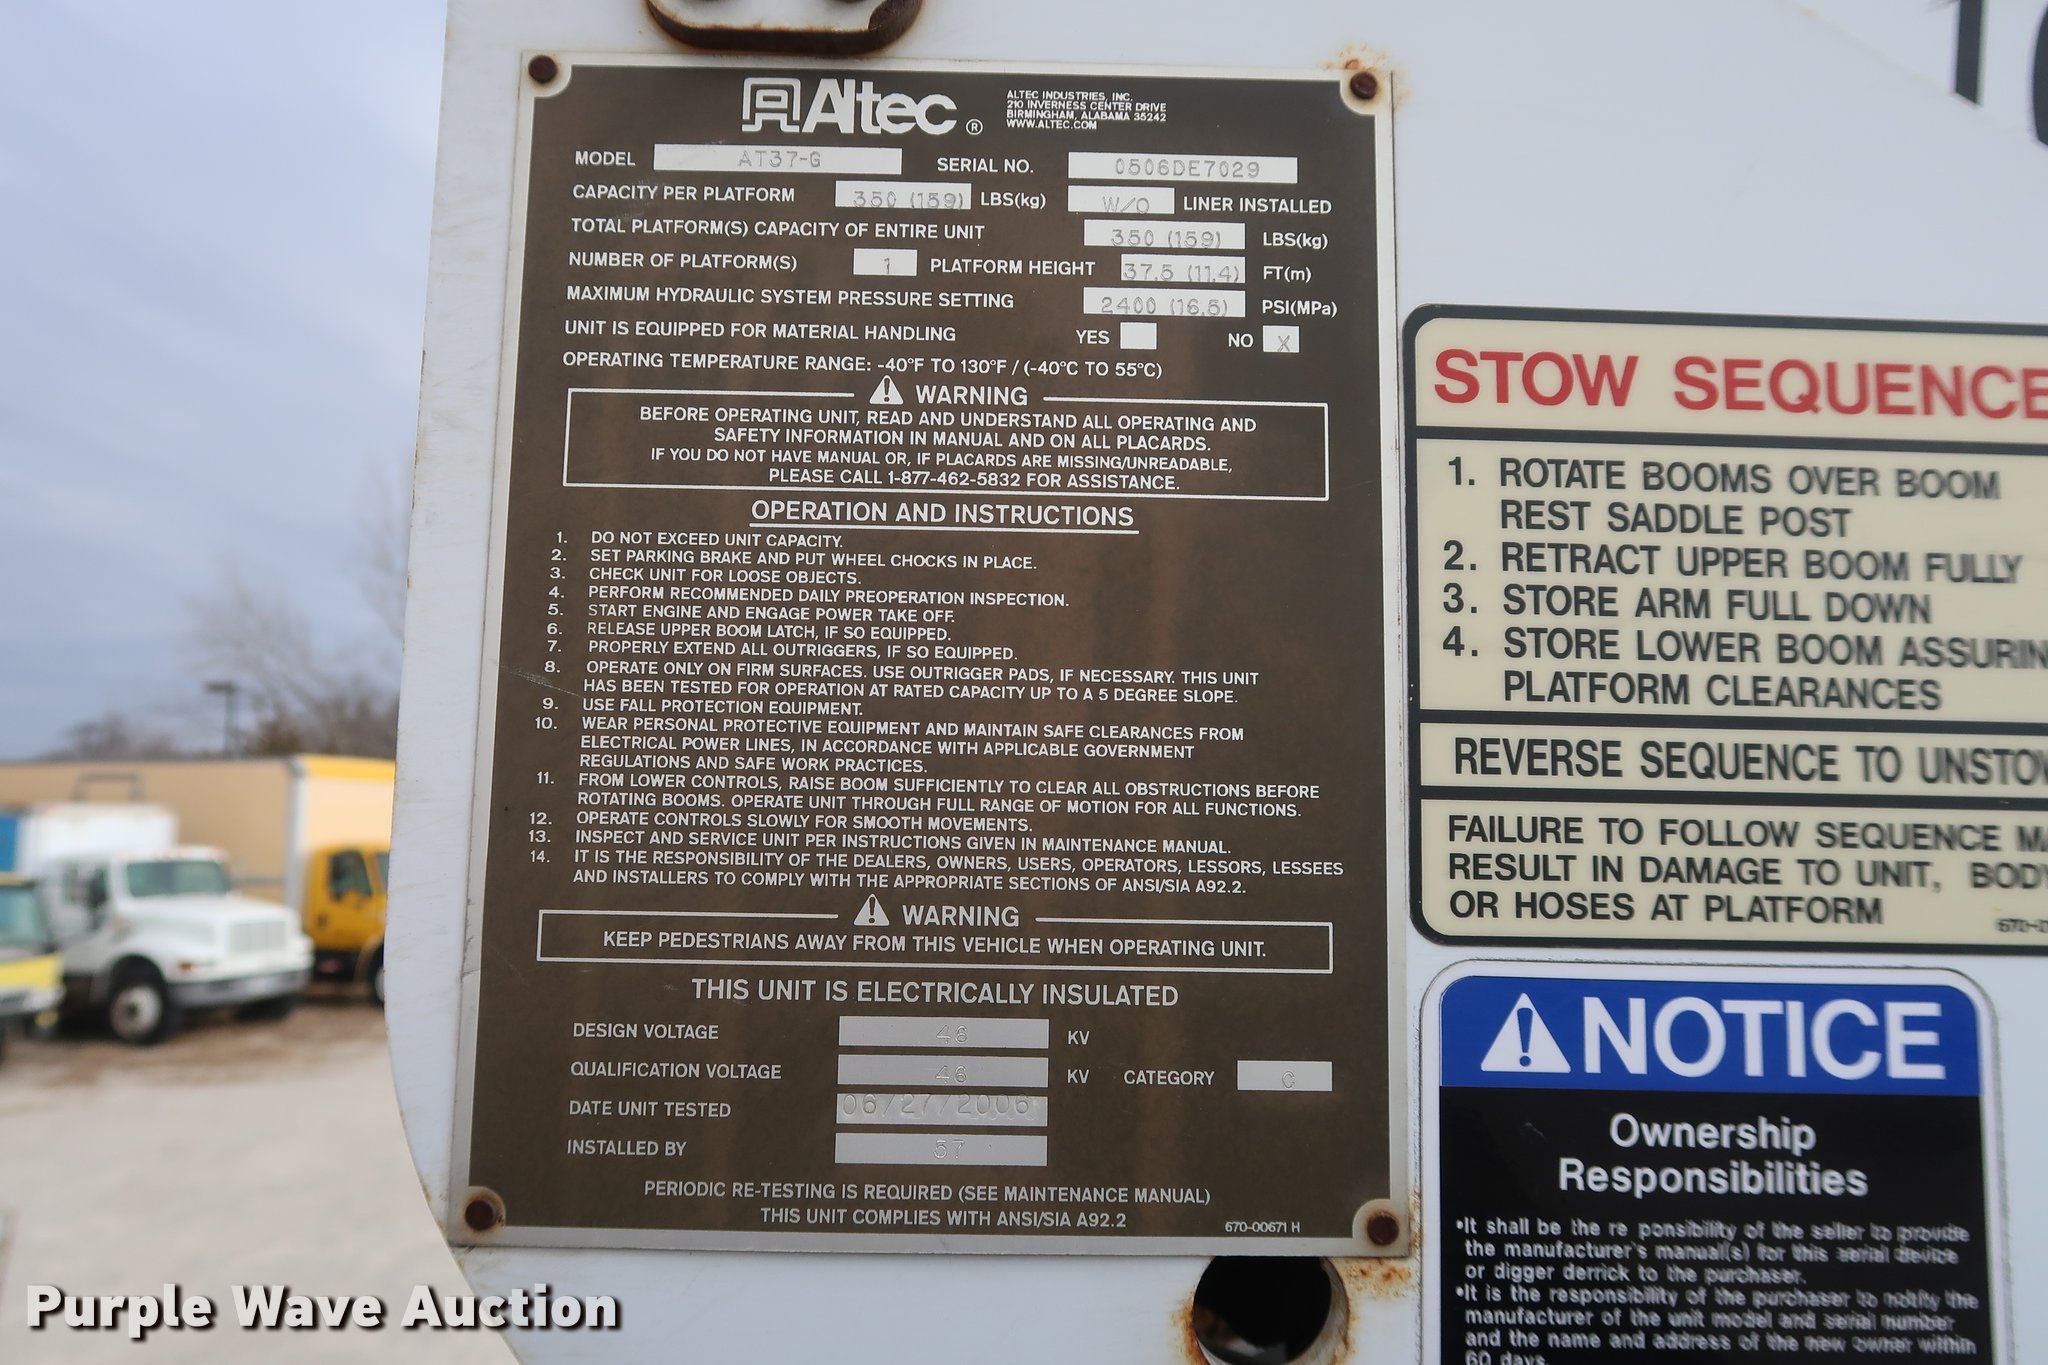 Altec ®
ALTEC INDUSTRIES, INC.
210 INVERNESS CENTER DRIVE
BIRMINGHAM, ALABAMA 35242
WWW.ALTEC.COM
MODEL AT37-G SERIAL NO. 0506DE7029
CAPACITY PER PLATFORM 350 (159) LBS(kg) W/O LINER INSTALLED
TOTAL PLATFORM(S) CAPACITY OF ENTIRE UNIT 350 (159) LBS(kg)
NUMBER OF PLATFORM(S) 1 PLATFORM HEIGHT 37.5 (11.4) FT(m)
MAXIMUM HYDRAULIC SYSTEM PRESSURE SETTING 2400 (16.5) PSI(MPa)
UNIT IS EQUIPPED FOR MATERIAL HANDLING YES NO X
OPERATING TEMPERATURE RANGE: -40°F TO 130°F / (-40°C TO 55°C)
WARNING
BEFORE OPERATING UNIT, READ AND UNDERSTAND ALL OPERATING AND
SAFETY INFORMATION IN MANUAL AND ON ALL PLACARDS.
IF YOU DO NOT HAVE MANUAL OR, IF PLACARDS ARE MISSING/UNREADABLE,
PLEASE CALL 1-877-462-5832 FOR ASSISTANCE.
OPERATION AND INSTRUCTIONS
1. DO NOT EXCEED UNIT CAPACITY.
2. SET PARKING BRAKE AND PUT WHEEL CHOCKS IN PLACE.
3. CHECK UNIT FOR LOOSE OBJECTS.
4. PERFORM RECOMMENDED DAILY PREOPERATION INSPECTION.
5. START ENGINE AND ENGAGE POWER TAKE OFF.
6. RELEASE UPPER BOOM LATCH, IF SO EQUIPPED.
7. PROPERLY EXTEND ALL OUTRIGGERS, IF SO EQUIPPED.
8. OPERATE ONLY ON FIRM SURFACES. USE OUTRIGGER PADS, IF NECESSARY. THIS UNIT
HAS BEEN TESTED FOR OPERATION AT RATED CAPACITY UP TO A 5 DEGREE SLOPE.
9. USE FALL PROTECTION EQUIPMENT.
10. WEAR PERSONAL PROTECTIVE EQUIPMENT AND MAINTAIN SAFE CLEARANCES FROM
ELECTRICAL POWER LINES, IN ACCORDANCE WITH APPLICABLE GOVERNMENT
REGULATIONS AND SAFE WORK PRACTICES.
11. FROM LOWER CONTROLS, RAISE BOOM SUFFICIENTLY TO CLEAR ALL OBSTRUCTIONS BEFORE
ROTATING BOOMS. OPERATE UNIT THROUGH FULL RANGE OF MOTION FOR ALL FUNCTIONS.
12. OPERATE CONTROLS SLOWLY FOR SMOOTH MOVEMENTS.
13. INSPECT AND SERVICE UNIT PER INSTRUCTIONS GIVEN IN MAINTENANCE MANUAL.
14. IT IS THE RESPONSIBILITY OF THE DEALERS, OWNERS, USERS, OPERATORS, LESSORS, LESSEES
AND INSTALLERS TO COMPLY WITH THE APPROPRIATE SECTIONS OF ANSI/SIA A92.2.
WARNING
KEEP PEDESTRIANS AWAY FROM THIS VEHICLE WHEN OPERATING UNIT.
THIS UNIT IS ELECTRICALLY INSULATED
DESIGN VOLTAGE 46 KV
QUALIFICATION VOLTAGE 46 KV CATEGORY C
DATE UNIT TESTED 06/27/2006
INSTALLED BY 57
PERIODIC RE-TESTING IS REQUIRED (SEE MAINTENANCE MANUAL)
THIS UNIT COMPLIES WITH ANSI/SIA A92.2 670-00671 H
STOW SEQUENCE
1. ROTATE BOOMS OVER BOOM
REST SADDLE POST
2. RETRACT UPPER BOOM FULLY
3. STORE ARM FULL DOWN
4. STORE LOWER BOOM ASSURIN
PLATFORM CLEARANCES
REVERSE SEQUENCE TO UNSTOW
FAILURE TO FOLLOW SEQUENCE MA
RESULT IN DAMAGE TO UNIT, BODY
OR HOSES AT PLATFORM
NOTICE
Ownership
Responsibilities
•It shall be the re ponsibility of the seller to provide
the manufacturer's manual(s) for this aerial device
or digger derrick to the purchaser.
•It is the responsibility of the purchaser to notify the
manufacturer of the unit model and serial number
and the name and address of the new owner within
60 days.
Purple Wave Auction